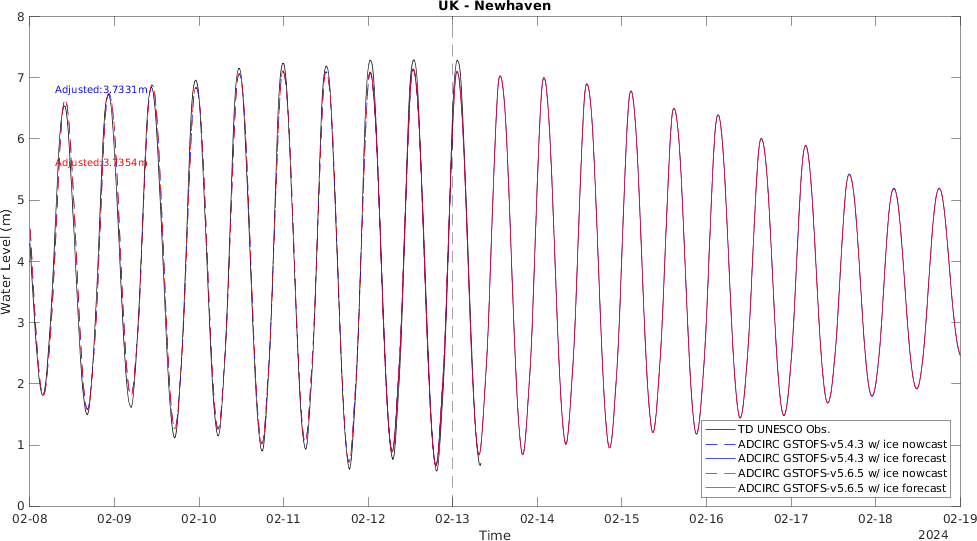 UK - Newhaven
8
7
6
5
4
3
2
1
0
Water Level (m)
Adjusted:3.7331m
Adjusted:3.7354m
TD UNESCO Obs.
ADCIRC GSTOFS-v5.4.3 w/ ice nowcast
ADCIRC GSTOFS-v5.4.3 w/ ice forecast
ADCIRC GSTOFS-v5.6.5 w/ ice nowcast
ADCIRC GSTOFS-v5.6.5 w/ ice forecast
02-08 02-09 02-10 02-11 02-12 02-13 02-14 02-15 02-16 02-17 02-18 02-19
Time
2024